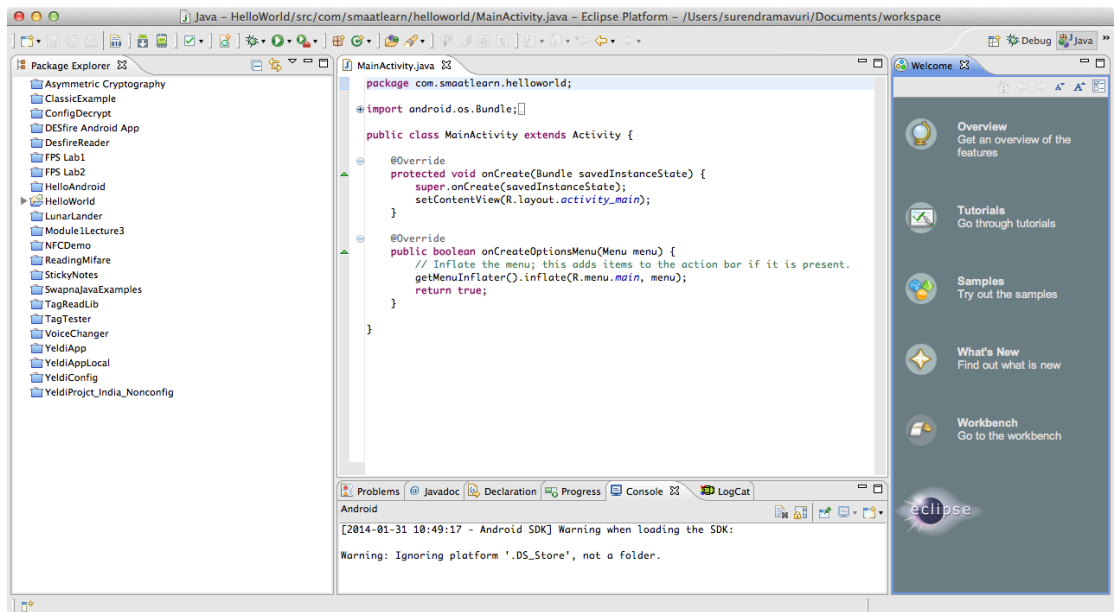 Java – HelloWorld/src/com/smaatlearn/helloworld/MainActivity.java – Eclipse Platform – /Users/surendramavuri/Documents/workspace
Debug
Java
»
Package Explorer
Asymmetric Cryptography
ClassicExample
ConfigDecrypt
DESfire Android App
DesfireReader
FPS Lab1
FPS Lab2
HelloAndroid
HelloWorld
LunarLander
Module1Lecture3
NFCDemo
ReadingMifare
StickyNotes
SwapnaJavaExamples
TagReadLib
TagTester
VoiceChanger
YeldiApp
YeldiAppLocal
YeldiConfig
YeldiProjct_India_Nonconfig
MainActivity.java
package com.smaatlearn.helloworld;
import android.os.Bundle;
public class MainActivity extends Activity {
@Override
protected void onCreate(Bundle savedInstanceState) {
super.onCreate(savedInstanceState);
setContentView(R.layout.activity_main);
}
@Override
public boolean onCreateOptionsMenu(Menu menu) {
// Inflate the menu; this adds items to the action bar if it is present.
getMenuInflater().inflate(R.menu.main, menu);
return true;
}
}
Problems
@ Javadoc
Declaration
Progress
Console
LogCat
Android
[2014-01-31 10:49:17 - Android SDK] Warning when loading the SDK:
Warning: Ignoring platform '.DS_Store', not a folder.
Welcome
Overview
Get an overview of the
features
Tutorials
Go through tutorials
Samples
Try out the samples
What's New
Find out what is new
Workbench
Go to the workbench
eclipse